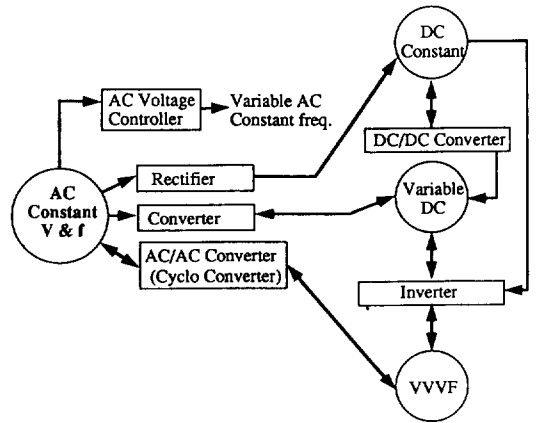 DC
Constant
AC Voltage
Controller
Variable AC
Constant freq.
DC/DC Converter
Rectifier
Variable
DC
AC
Constant
V & f
Converter
AC/AC Converter
(Cyclo Converter)
Inverter
VVVF